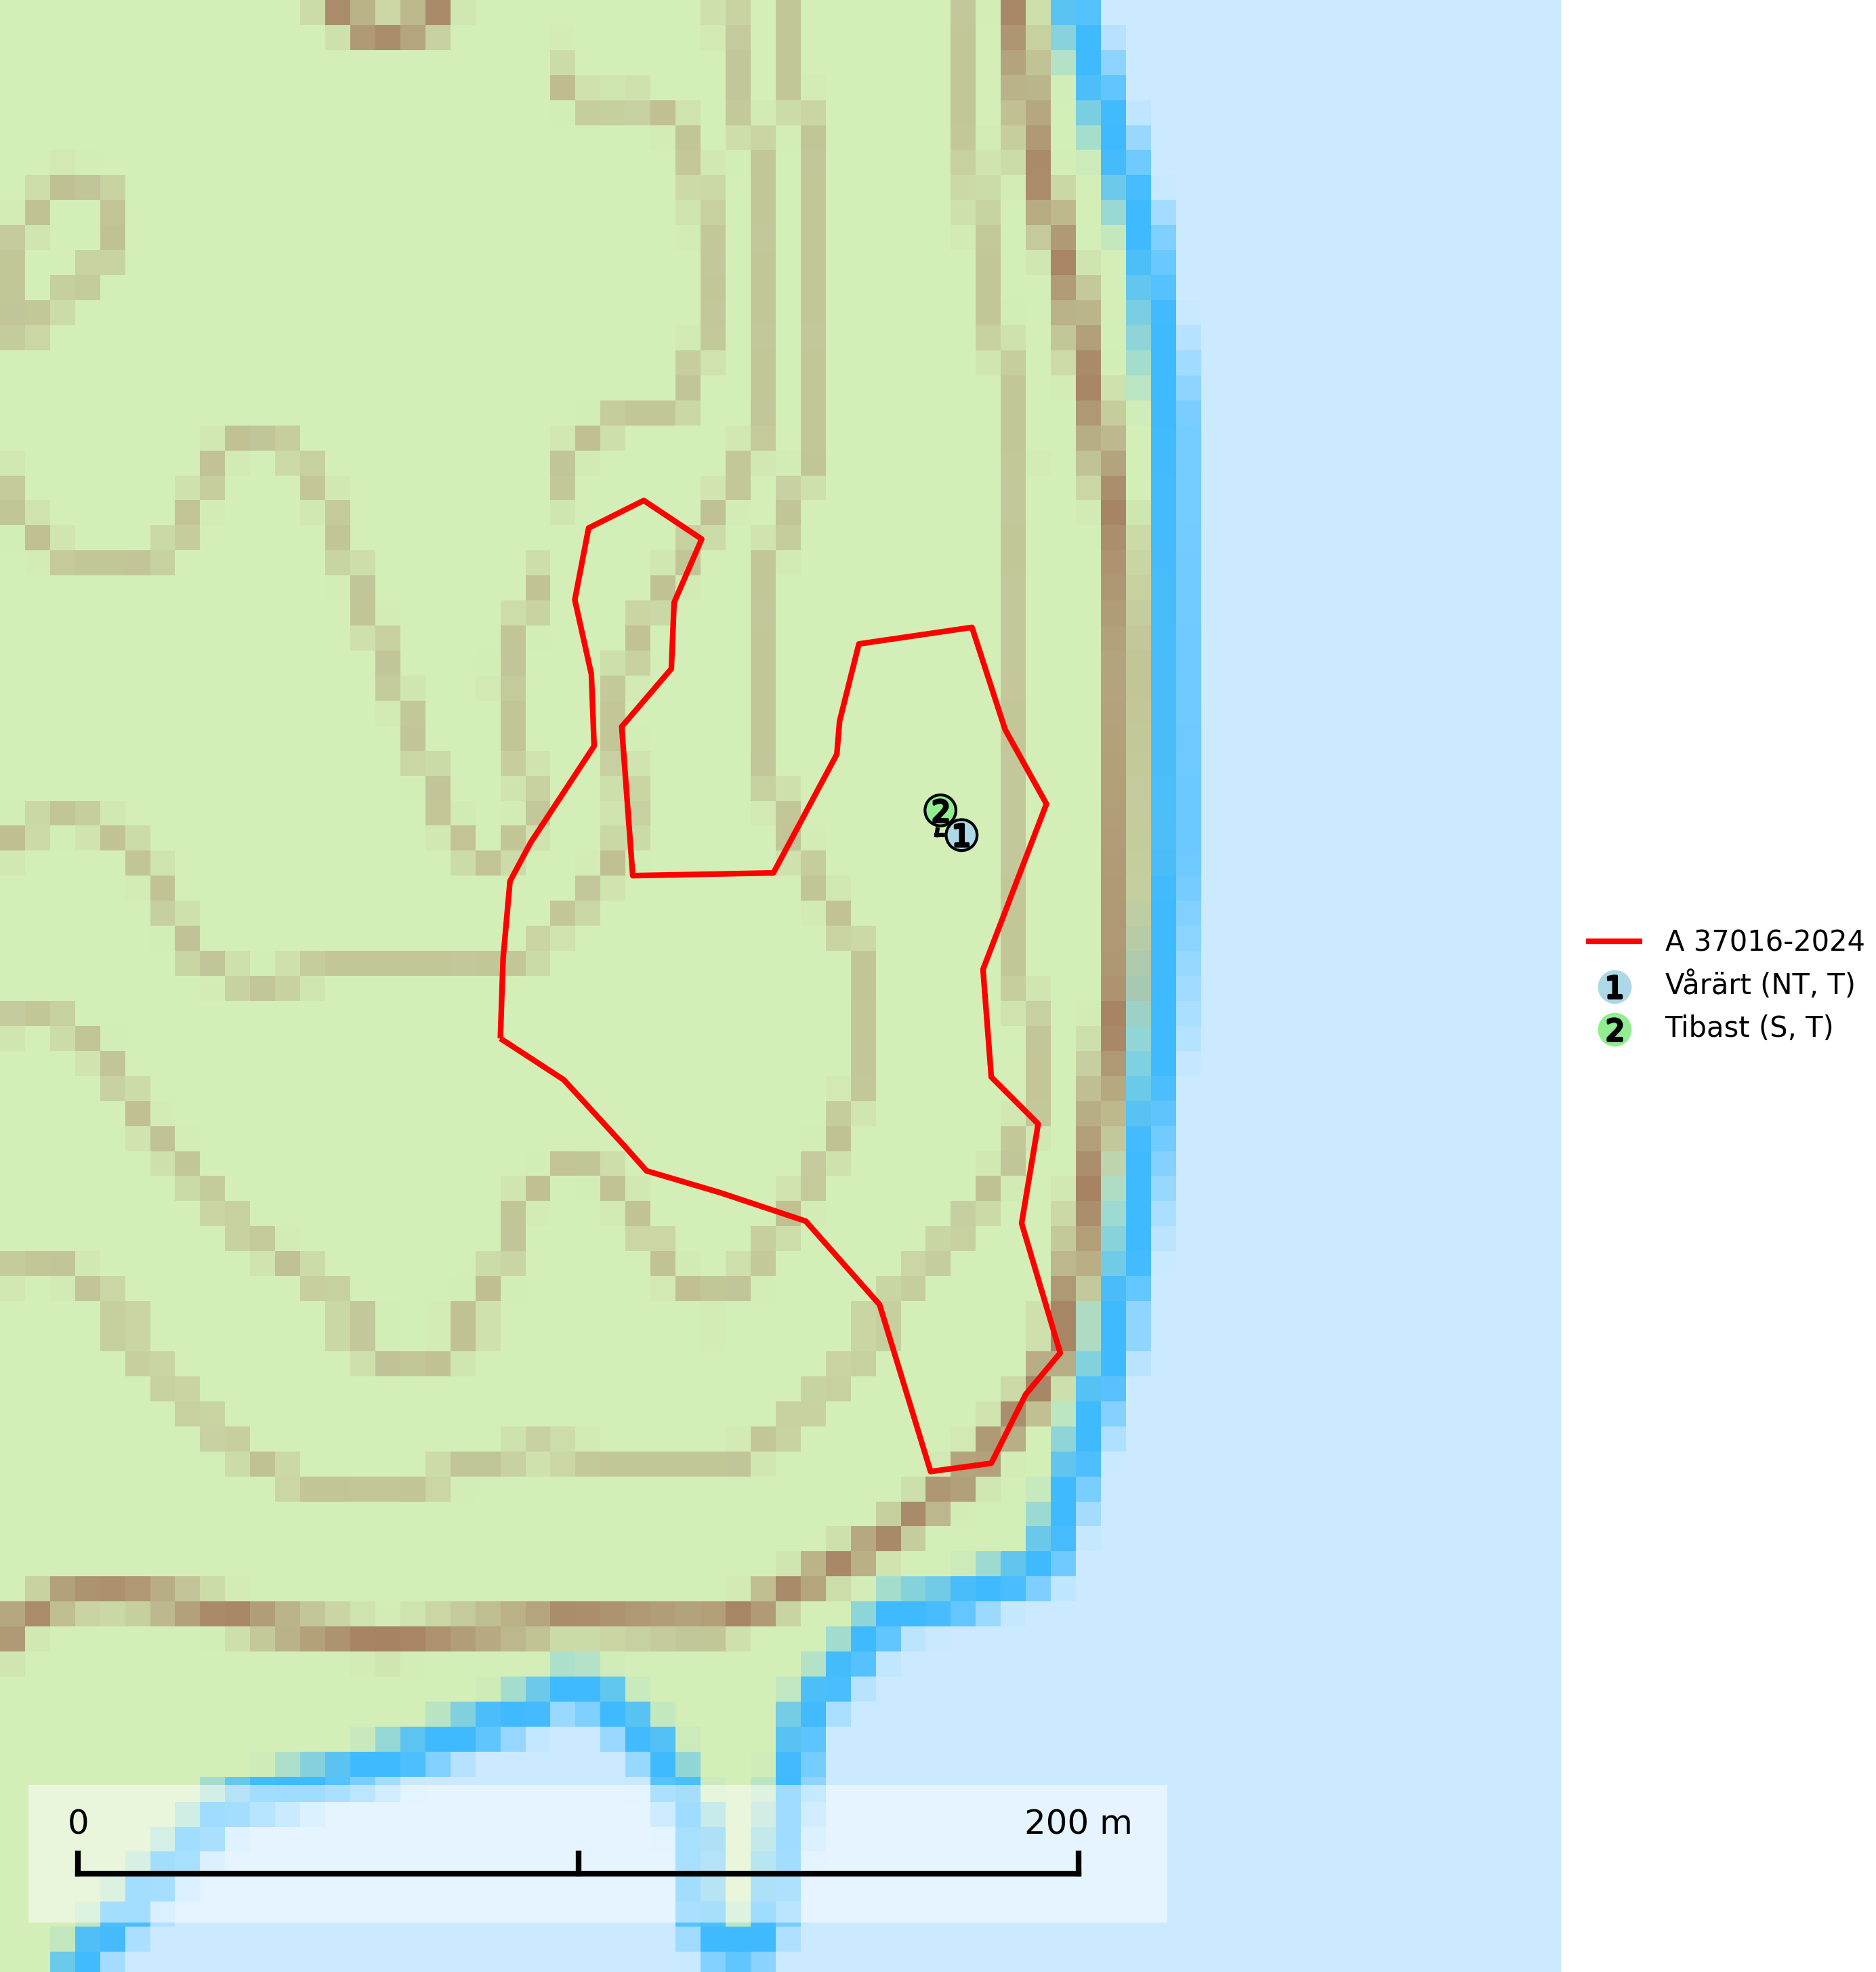 2
1
A 37016-2024
1 Vårärt (NT, T)
2 Tibast (S, T)
0 200 m